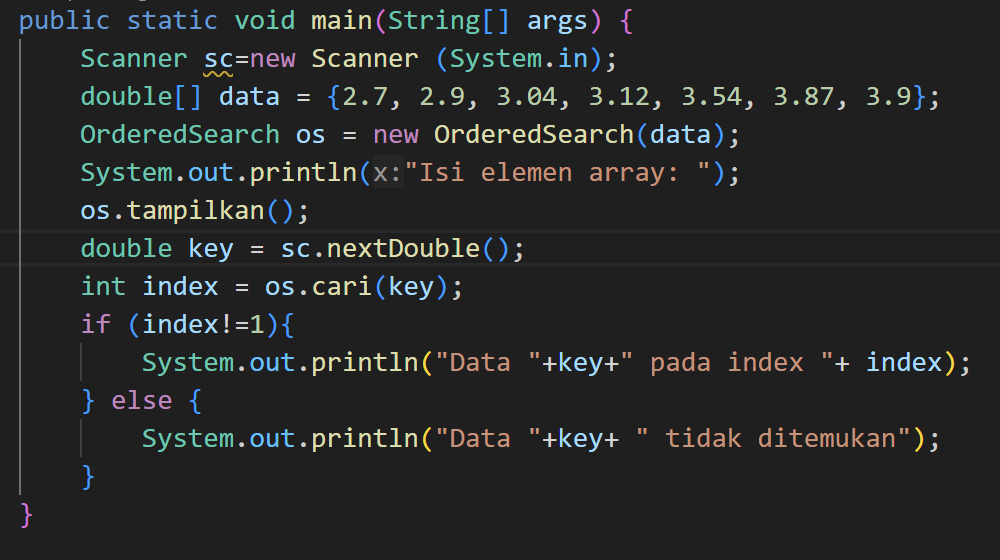 public static void main(String[] args) {
    Scanner sc=new Scanner (System.in);
    double[] data = {2.7, 2.9, 3.04, 3.12, 3.54, 3.87, 3.9};
    OrderedSearch os = new OrderedSearch(data);
    System.out.println(x:"Isi elemen array: ");
    os.tampilkan();
    double key = sc.nextDouble();
    int index = os.cari(key);
    if (index!=1){
        System.out.println("Data "+key+" pada index "+ index);
    } else {
        System.out.println("Data "+key+ " tidak ditemukan");
    }
}